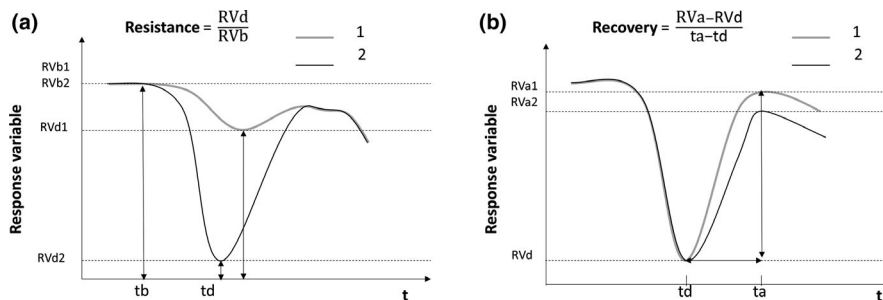 (a)
Resistance = RVd/RVb
1
2
RVb1
RVb2
RVd1
RVd2
Response variable
tb
td
t
(b)
Recovery = RVa–RVd/ta–td
1
2
RVa1
RVa2
RVd
Response variable
td
ta
t